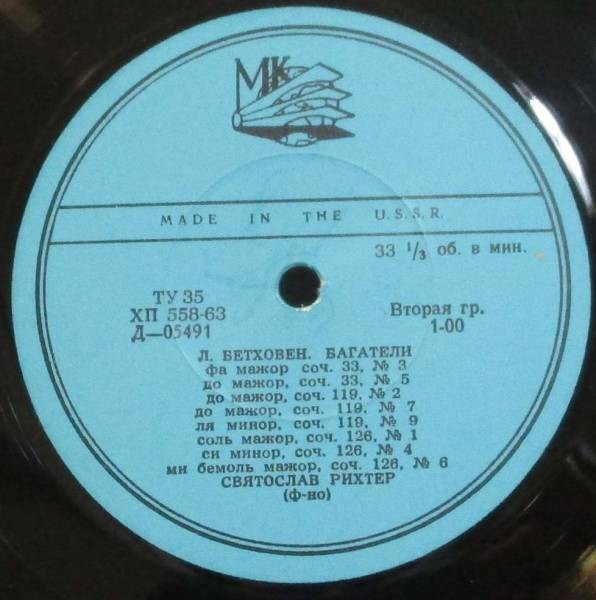 МК
MADE IN THE U.S.S.R.
33 1/3 об. в мин.
ТУ 35
ХП 558-63
Д—05491
Вторая гр.
1-00
Л. БЕТХОВЕН. БАГАТЕЛИ
фа мажор соч. 33, № 3
до мажор, соч. 33, № 5
до мажор, соч. 119, № 2
до мажор, соч. 119, № 7
ля минор, соч. 119, № 9
соль мажор, соч. 126, № 1
си минор, соч. 126, № 4
ми бемоль мажор, соч. 126, № 6
СВЯТОСЛАВ РИХТЕР
(ф-но)